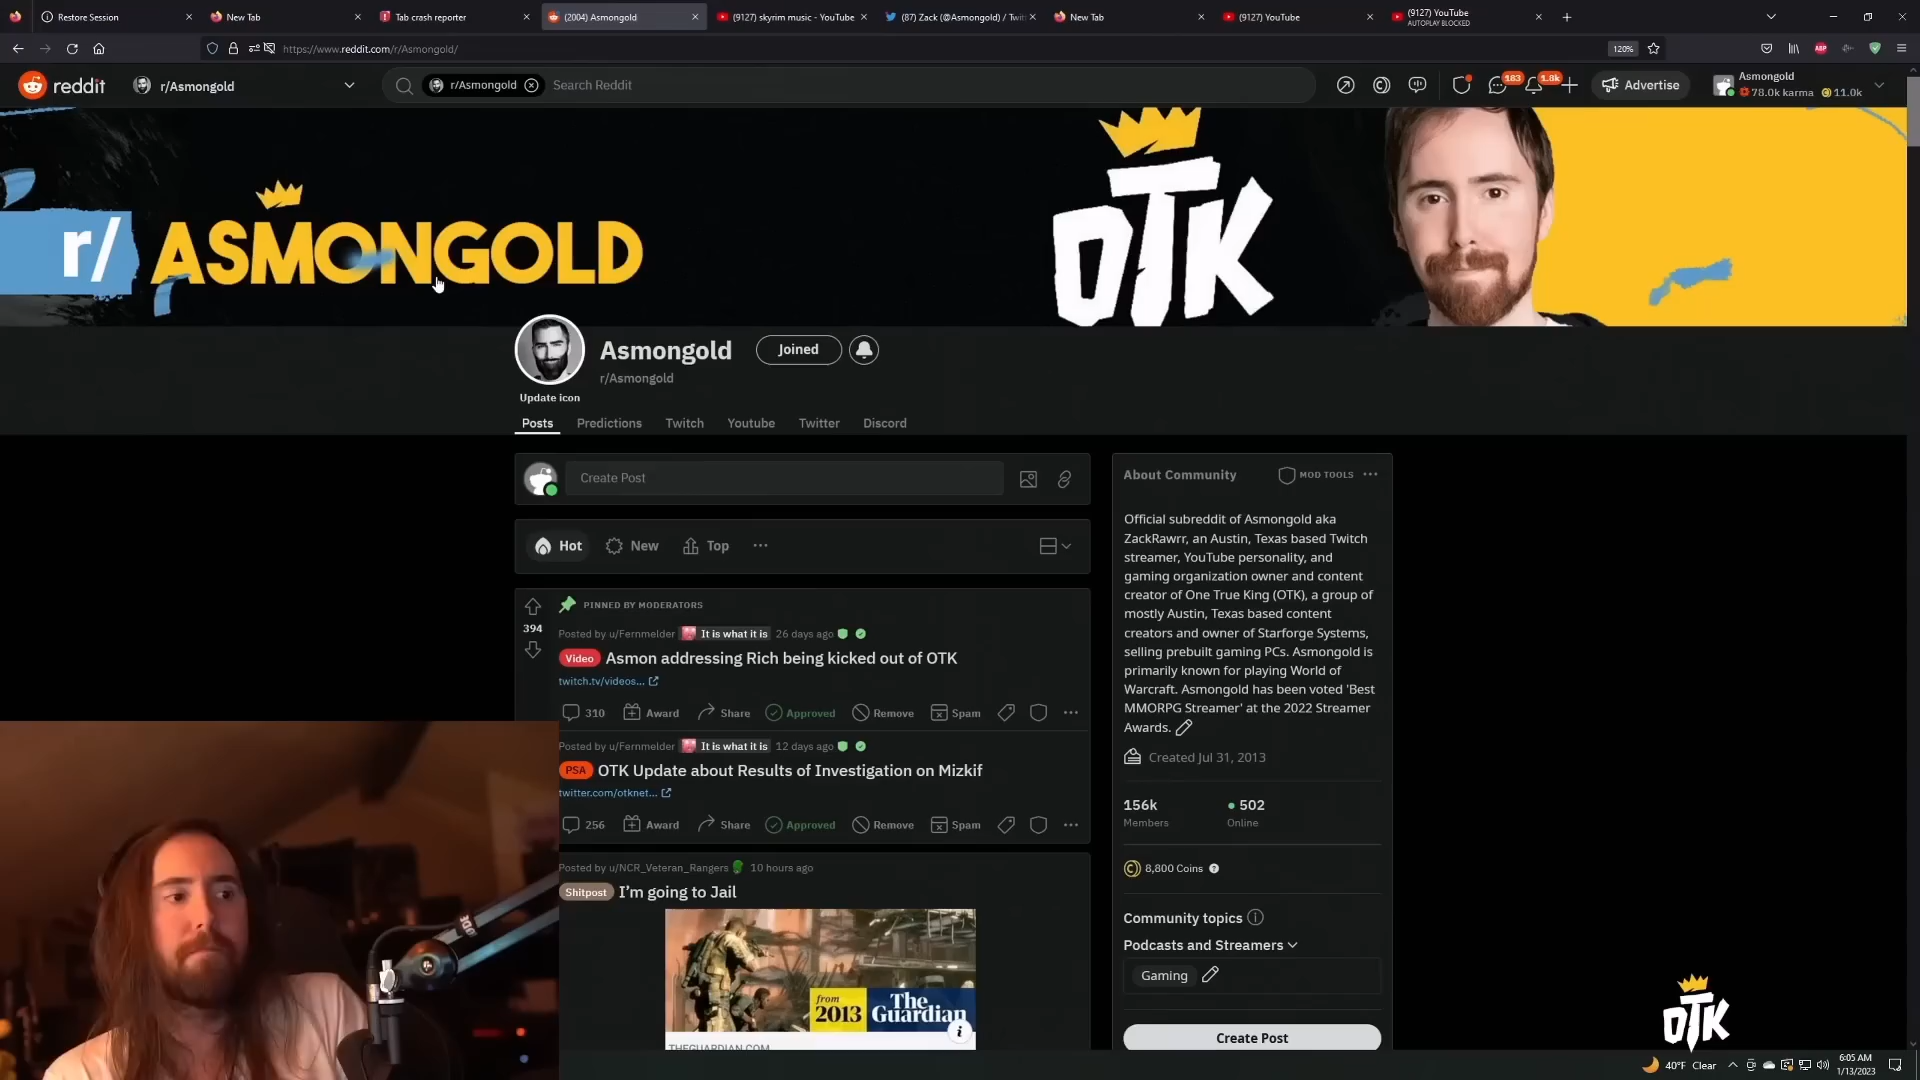 Restore Session
New Tab
Tab crash reporter
(2004) Asmongold
(9127) skyrim music - YouTube
(87) Zack (@Asmongold) / Twit
New Tab
(9127) YouTube
(9127) YouTube
AUTOPLAY BLOCKED
https://www.reddit.com/r/Asmongold/
120%
ABP
reddit
r/Asmongold
r/Asmongold
Search Reddit
183
1.8k
Advertise
Asmongold
78.0k karma
11.0k
r/ ASMONGOLD
OTK
Asmongold
Joined
r/Asmongold
Update icon
Posts
Predictions
Twitch
Youtube
Twitter
Discord
Create Post
Hot
New
Top
PINNED BY MODERATORS
394
Posted by u/Fernmelder It is what it is 26 days ago
Video Asmon addressing Rich being kicked out of OTK
twitch.tv/videos...
310 Award Share Approved Remove Spam
Posted by u/Fernmelder It is what it is 12 days ago
PSA OTK Update about Results of Investigation on Mizkif
twitter.com/otknet...
256 Award Share Approved Remove Spam
Posted by u/NCR_Veteran_Rangers 10 hours ago
Shitpost I'm going to Jail
from
2013
The
Guardian
THEGUARDIAN.COM
About Community
MOD TOOLS
Official subreddit of Asmongold aka
ZackRawrr, an Austin, Texas based Twitch
streamer, YouTube personality, and
gaming organization owner and content
creator of One True King (OTK), a group of
mostly Austin, Texas based content
creators and owner of Starforge Systems,
selling prebuilt gaming PCs. Asmongold is
primarily known for playing World of
Warcraft. Asmongold has been voted 'Best
MMORPG Streamer' at the 2022 Streamer
Awards.
Created Jul 31, 2013
156k
Members
502
Online
8,800 Coins
Community topics
Podcasts and Streamers
Gaming
Create Post
OTK
40°F Clear
6:05 AM
1/13/2023